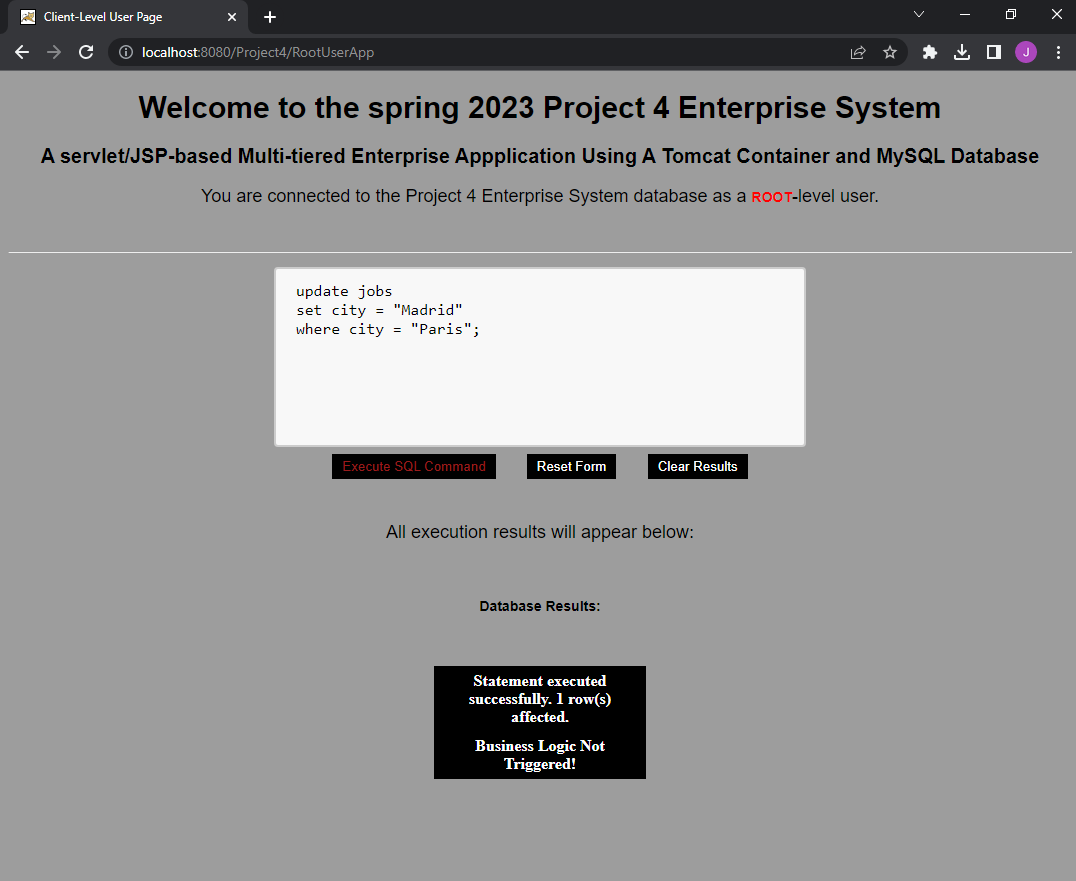 Client-Level User Page
localhost:8080/Project4/RootUserApp
J
Welcome to the spring 2023 Project 4 Enterprise System
A servlet/JSP-based Multi-tiered Enterprise Appplication Using A Tomcat Container and MySQL Database
You are connected to the Project 4 Enterprise System database as a ROOT-level user.
update jobs
set city = "Madrid"
where city = "Paris";
Execute SQL Command
Reset Form
Clear Results
All execution results will appear below:
Database Results:
Statement executed
successfully. 1 row(s)
affected.
Business Logic Not
Triggered!